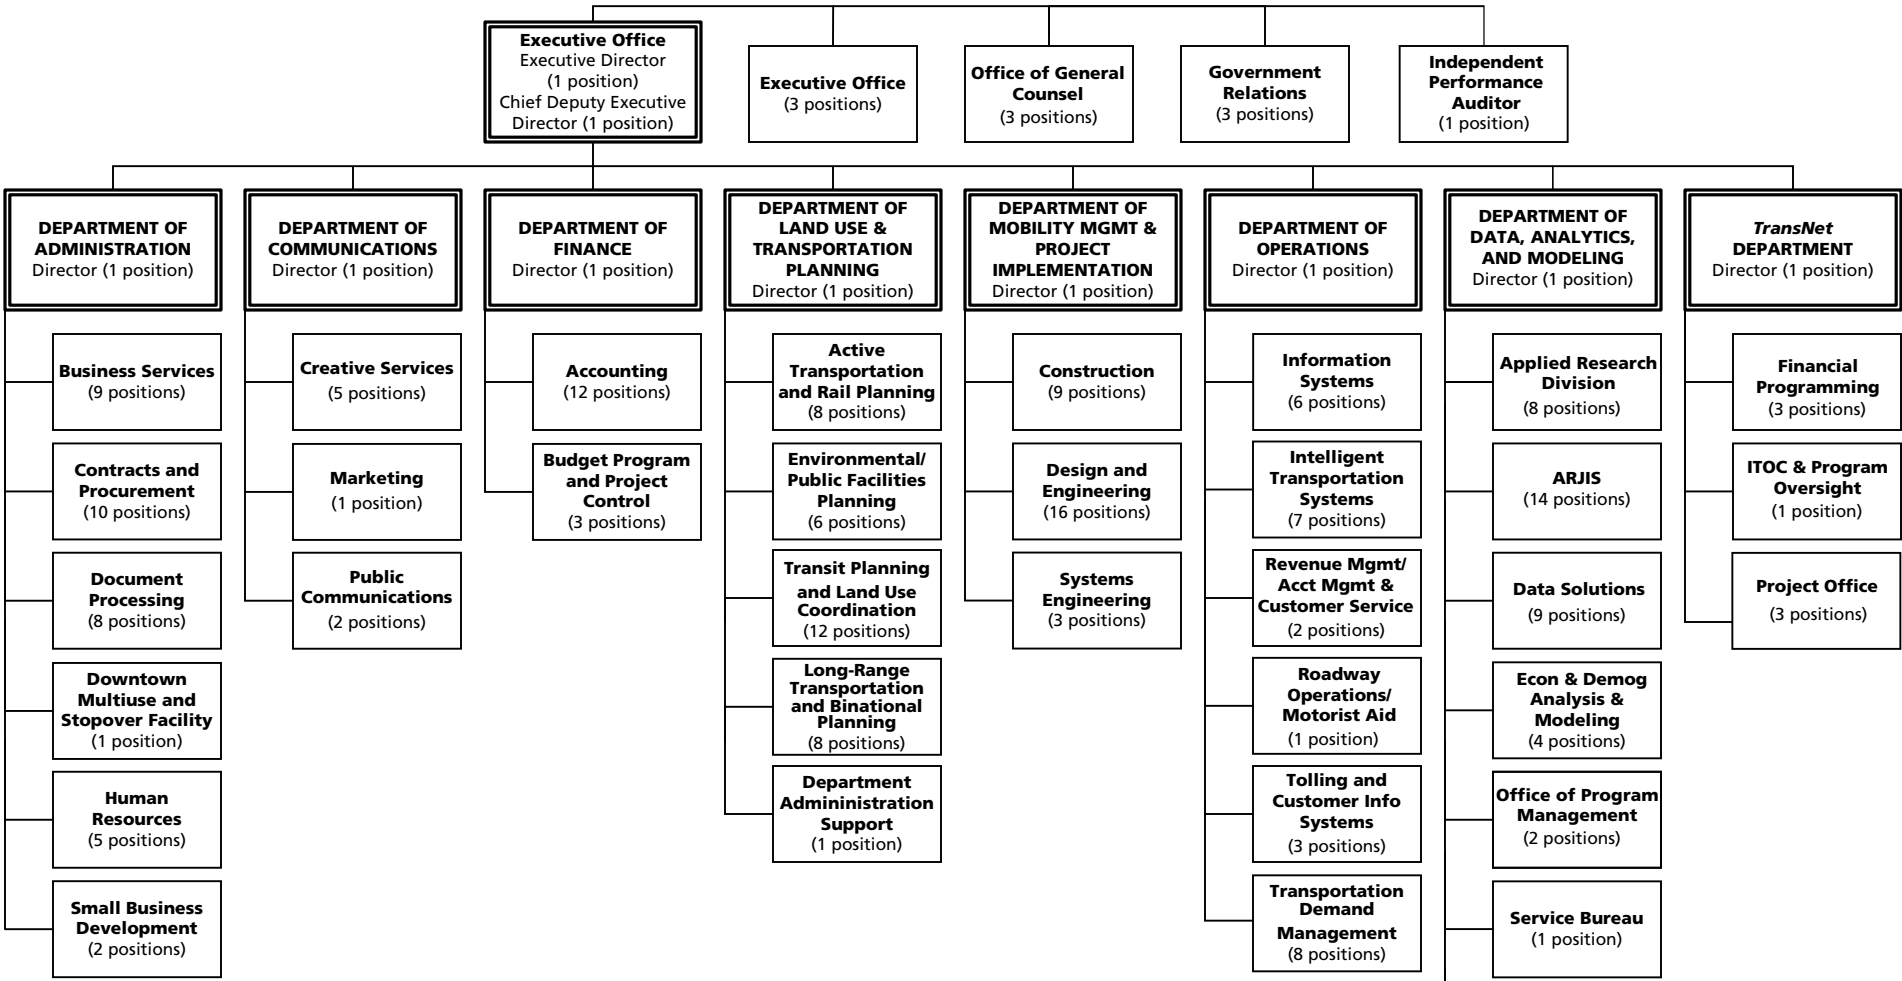 Executive Office
Executive Director
(1 position)
Chief Deputy Executive
Director (1 position)
Executive Office
(3 positions)
Office of General
Counsel
(3 positions)
Government
Relations
(3 positions)
Independent
Performance
Auditor
(1 position)
DEPARTMENT OF
ADMINISTRATION
Director (1 position)
Business Services
(9 positions)
Contracts and
Procurement
(10 positions)
Document
Processing
(8 positions)
Downtown
Multiuse and
Stopover Facility
(1 position)
Human
Resources
(5 positions)
Small Business
Development
(2 positions)
DEPARTMENT OF
COMMUNICATIONS
Director (1 position)
Creative Services
(5 positions)
Marketing
(1 position)
Public
Communications
(2 positions)
DEPARTMENT OF
FINANCE
Director (1 position)
Accounting
(12 positions)
Budget Program
and Project
Control
(3 positions)
DEPARTMENT OF
LAND USE &
TRANSPORTATION
PLANNING
Director (1 position)
Active
Transportation
and Rail Planning
(8 positions)
Environmental/
Public Facilities
Planning
(6 positions)
Transit Planning
and Land Use
Coordination
(12 positions)
Long-Range
Transportation
and Binational
Planning
(8 positions)
Department
Admininistration
Support
(1 position)
DEPARTMENT OF
MOBILITY MGMT &
PROJECT
IMPLEMENTATION
Director (1 position)
Construction
(9 positions)
Design and
Engineering
(16 positions)
Systems
Engineering
(3 positions)
DEPARTMENT OF
OPERATIONS
Director (1 position)
Information
Systems
(6 positions)
Intelligent
Transportation
Systems
(7 positions)
Revenue Mgmt/
Acct Mgmt &
Customer Service
(2 positions)
Roadway
Operations/
Motorist Aid
(1 position)
Tolling and
Customer Info
Systems
(3 positions)
Transportation
Demand
Management
(8 positions)
DEPARTMENT OF
DATA, ANALYTICS,
AND MODELING
Director (1 position)
Applied Research
Division
(8 positions)
ARJIS
(14 positions)
Data Solutions
(9 positions)
Econ & Demog
Analysis &
Modeling
(4 positions)
Office of Program
Management
(2 positions)
Service Bureau
(1 position)
TransNet
DEPARTMENT
Director (1 position)
Financial
Programming
(3 positions)
ITOC & Program
Oversight
(1 position)
Project Office
(3 positions)